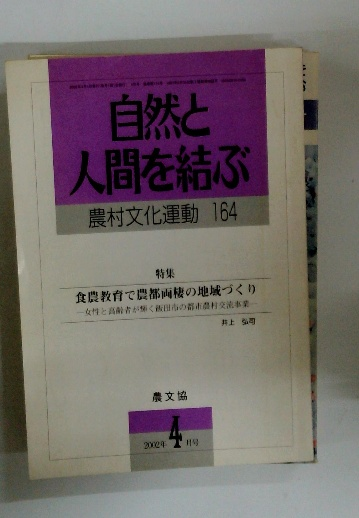 自然と
人間を結ぶ
農村文化運動 164
特集
食農教育で農都両棲の地域づくり
―女性と高齢者が輝く飯田市の都市農村交流事業―
井上 弘司
農文協
2002年 4月号